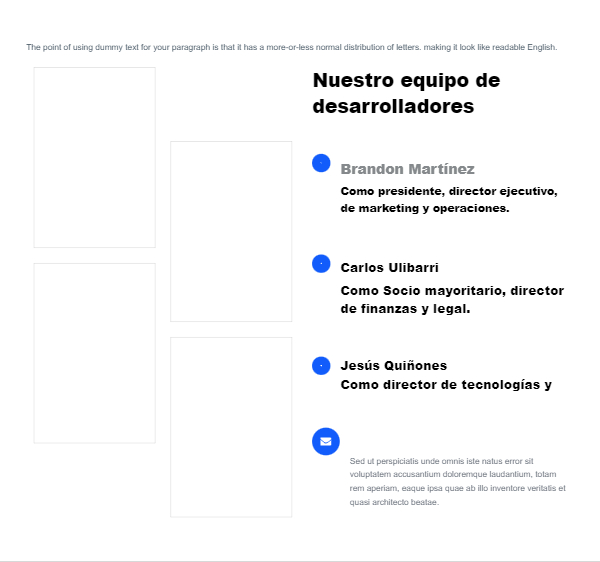 The point of using dummy text for your paragraph is that it has a more-or-less normal distribution of letters. making it look like readable English.
Nuestro equipo de
desarrolladores
Brandon Martínez
Como presidente, director ejecutivo,
de marketing y operaciones.
Carlos Ulibarri
Como Socio mayoritario, director
de finanzas y legal.
Jesús Quiñones
Como director de tecnologías y
Sed ut perspiciatis unde omnis iste natus error sit
voluptatem accusantium doloremque laudantium, totam
rem aperiam, eaque ipsa quae ab illo inventore veritatis et
quasi architecto beatae.